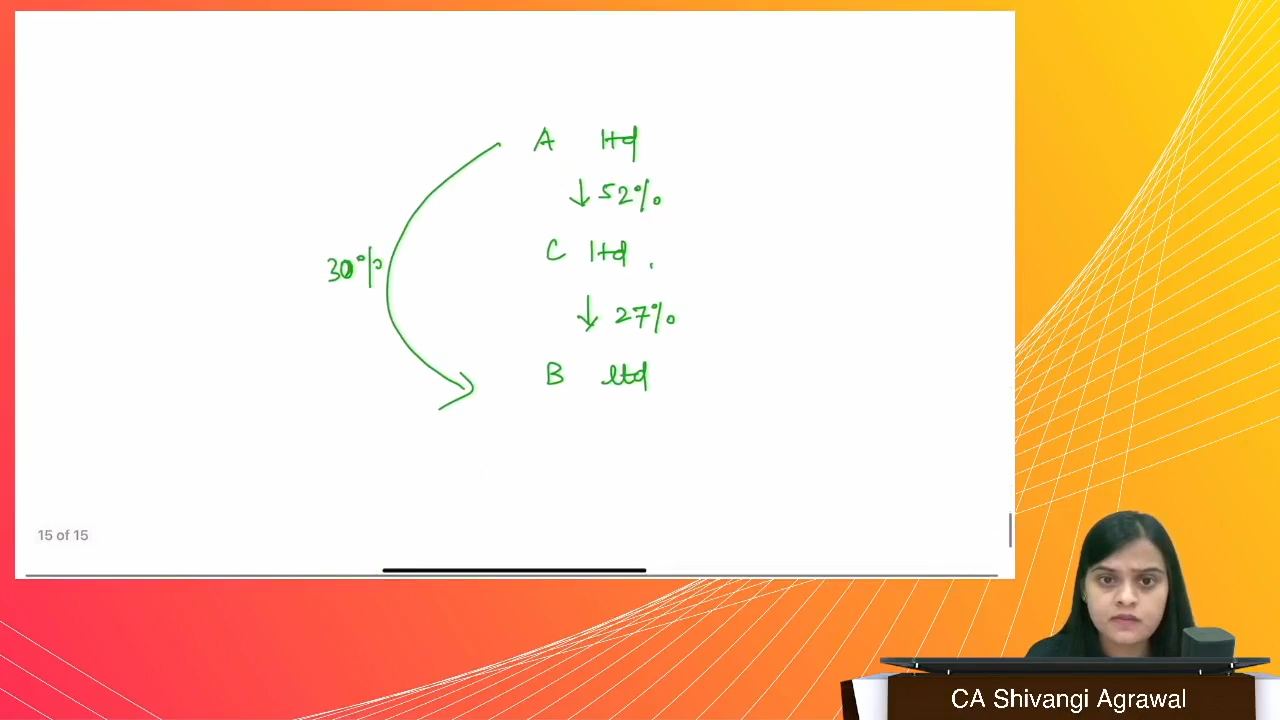 A ltd
↓ 52%
C ltd
30%
↓ 27%
B ltd
15 of 15
CA Shivangi Agrawal